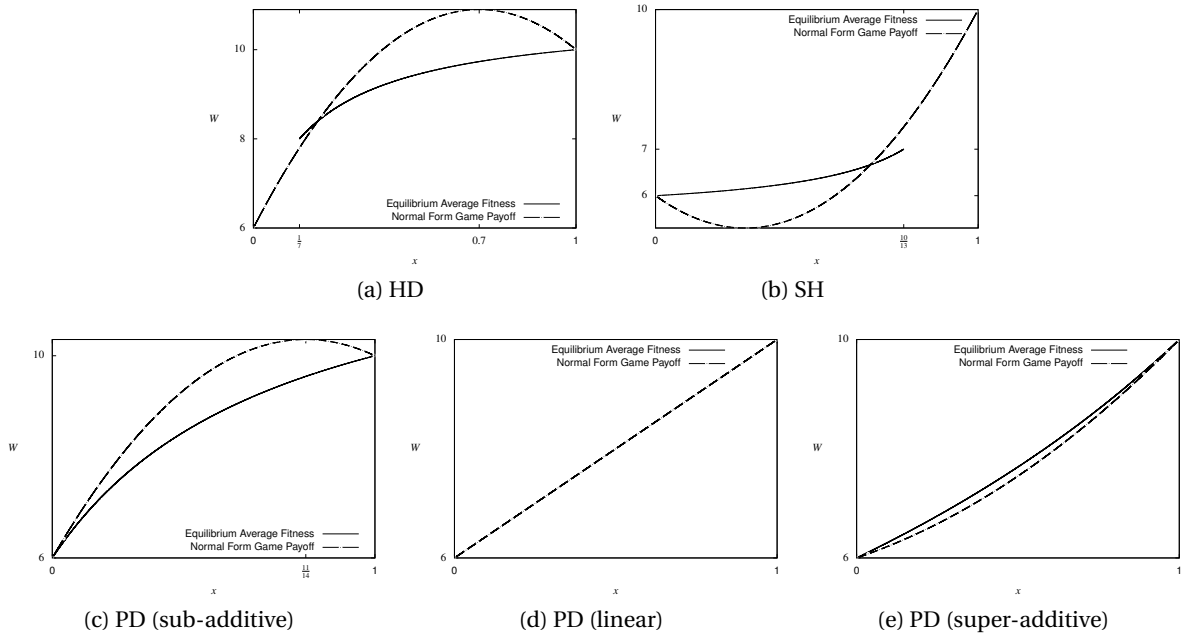 10
8
6
W
Equilibrium Average Fitness
Normal Form Game Payoff
0
1/7
0.7
1
x
(a) HD
10
7
6
W
Equilibrium Average Fitness
Normal Form Game Payoff
0
10/13
1
x
(b) SH
10
6
W
Equilibrium Average Fitness
Normal Form Game Payoff
0
11/14
1
x
(c) PD (sub-additive)
10
6
W
Equilibrium Average Fitness
Normal Form Game Payoff
0
1
x
(d) PD (linear)
10
6
W
Equilibrium Average Fitness
Normal Form Game Payoff
0
1
x
(e) PD (super-additive)